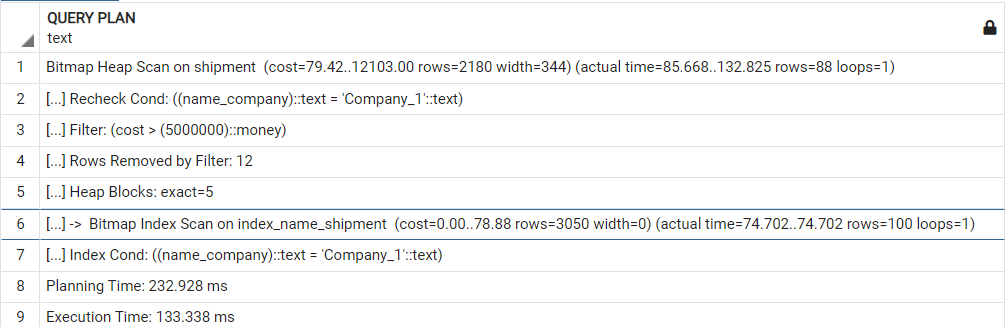 QUERY PLAN
text
1 Bitmap Heap Scan on shipment (cost=79.42..12103.00 rows=2180 width=344) (actual time=85.668..132.825 rows=88 loops=1)
2 [...] Recheck Cond: ((name_company)::text = 'Company_1'::text)
3 [...] Filter: (cost > (5000000)::money)
4 [...] Rows Removed by Filter: 12
5 [...] Heap Blocks: exact=5
6 [...] -> Bitmap Index Scan on index_name_shipment (cost=0.00..78.88 rows=3050 width=0) (actual time=74.702..74.702 rows=100 loops=1)
7 [...] Index Cond: ((name_company)::text = 'Company_1'::text)
8 Planning Time: 232.928 ms
9 Execution Time: 133.338 ms